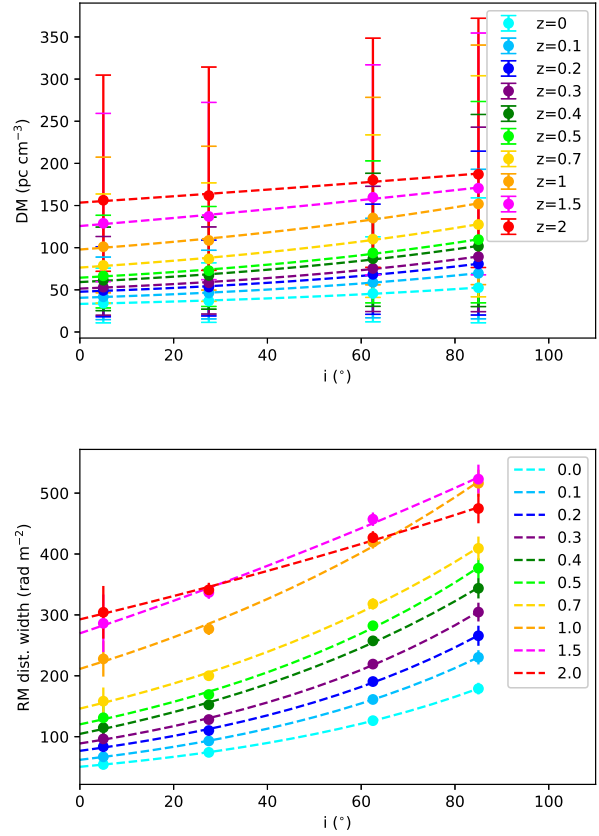 350
300
250
200
150
100
50
0
DM (pc cm⁻³)
0 20 40 60 80 100
i (°)
z=0
z=0.1
z=0.2
z=0.3
z=0.4
z=0.5
z=0.7
z=1
z=1.5
z=2
500
400
300
200
100
RM dist. width (rad m⁻²)
0 20 40 60 80 100
i (°)
0.0
0.1
0.2
0.3
0.4
0.5
0.7
1.0
1.5
2.0